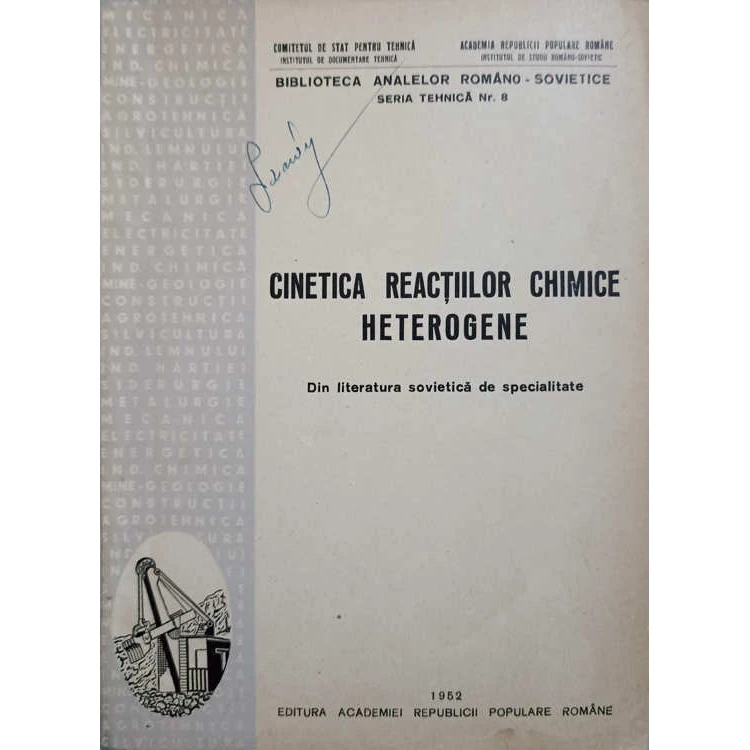 MECANICA
ELECTRICITATE
ENERGETICA
IND. CHIMICA
MINE-GEOLOGIE
CONSTRUCTII
AGROTEHNICA
SILVICULTURA
IND. LEMNULUI
IND. HARTIEI
SIDERURGIE
METALURGIE
MECANICA
ELECTRICITATE
ENERGETICA
IND. CHIMICA
MINE-GEOLOGIE
CONSTRUCTII
AGROTEHNICA
SILVICULTURA
IND. LEMNULUI
IND. HARTIEI
SIDERURGIE
METALURGIE
MECANICA
ELECTRICITATE
ENERGETICA
IND. CHIMICA
MINE-GEOLOGIE
CONSTRUCTII
AGROTEHNICA
SILVICULTURA
COMITETUL DE STAT PENTRU TEHNICĂ
INSTITUTUL DE DOCUMENTARE TEHNICĂ
ACADEMIA REPUBLICII POPULARE ROMÂNE
INSTITUTUL DE STUDII ROMÂNO-SOVIETIC
BIBLIOTECA ANALELOR ROMÂNO-SOVIETICE
SERIA TEHNICĂ Nr. 8
CINETICA REACȚIILOR CHIMICE
HETEROGENE
Din literatura sovietică de specialitate
1952
EDITURA ACADEMIEI REPUBLICII POPULARE ROMÂNE